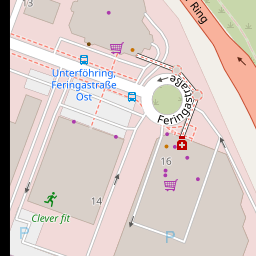 13
Ring
Unterföhring,
Feringastraße
Ost
Feringastraße
16
Clever fit
14
P
P